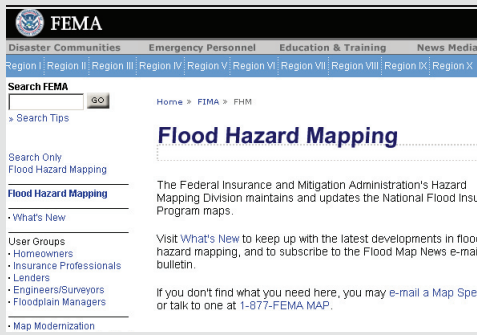 FEMA
Disaster Communities Emergency Personnel Education & Training News Media
Region I Region II Region III Region IV Region V Region VI Region VII Region VIII Region IX Region X
Search FEMA
GO
» Search Tips
Search Only
Flood Hazard Mapping
Flood Hazard Mapping
· What's New
User Groups
· Homeowners
· Insurance Professionals
· Lenders
· Engineers/Surveyors
· Floodplain Managers
· Map Modernization
Home » FIMA » FHM
Flood Hazard Mapping
The Federal Insurance and Mitigation Administration's Hazard
Mapping Division maintains and updates the National Flood Insu
Program maps.
Visit What's New to keep up with the latest developments in flood
hazard mapping, and to subscribe to the Flood Map News e-mai
bulletin.
If you don't find what you need here, you may e-mail a Map Spe
or talk to one at 1-877-FEMA MAP.